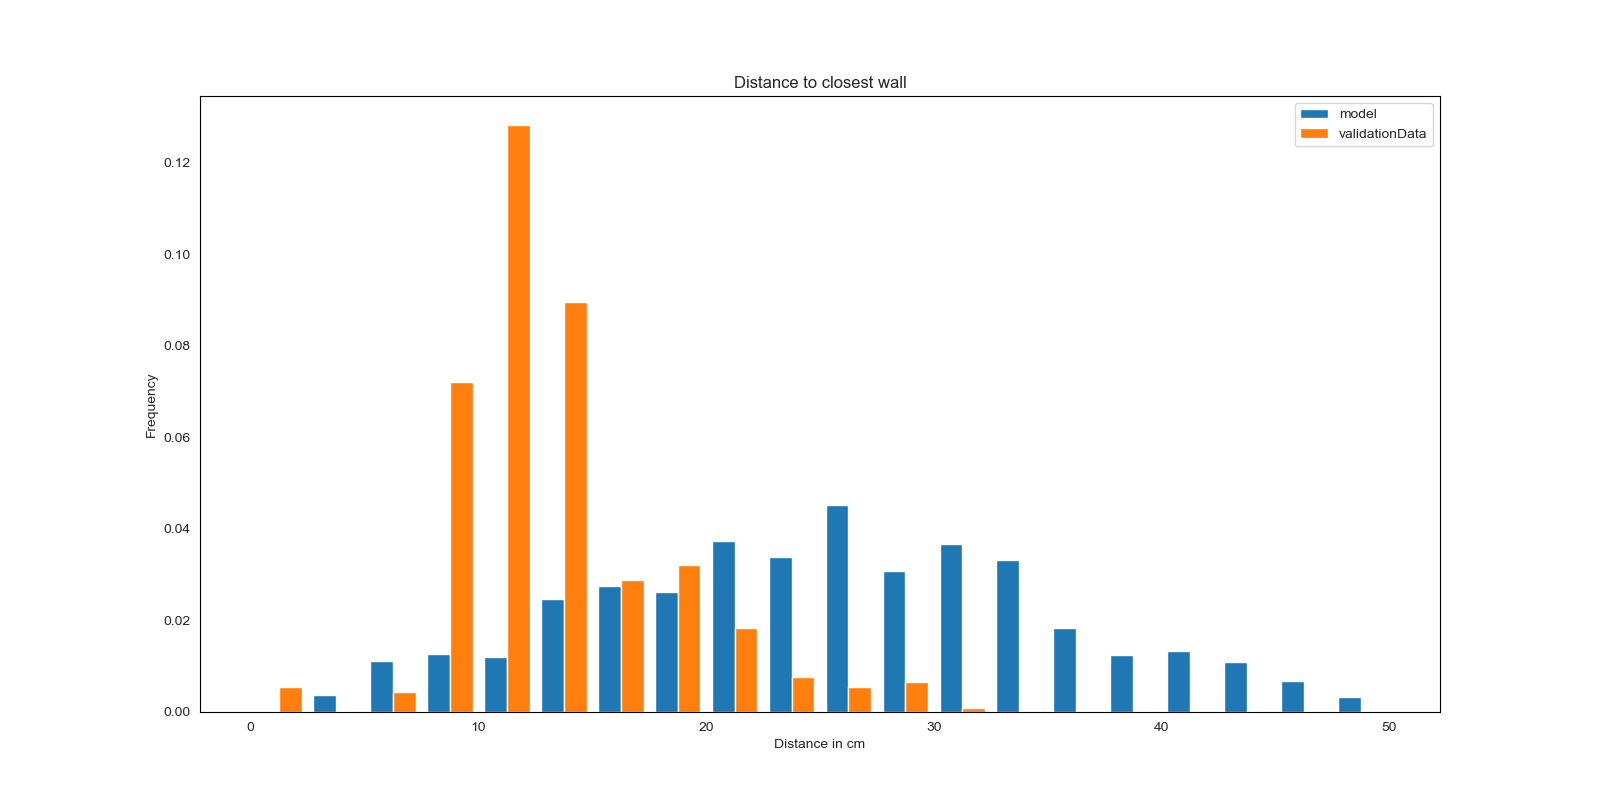 Distance to closest wall
model
validationData
Frequency
0.12
0.10
0.08
0.06
0.04
0.02
0.00
0 10 20 30 40 50
Distance in cm